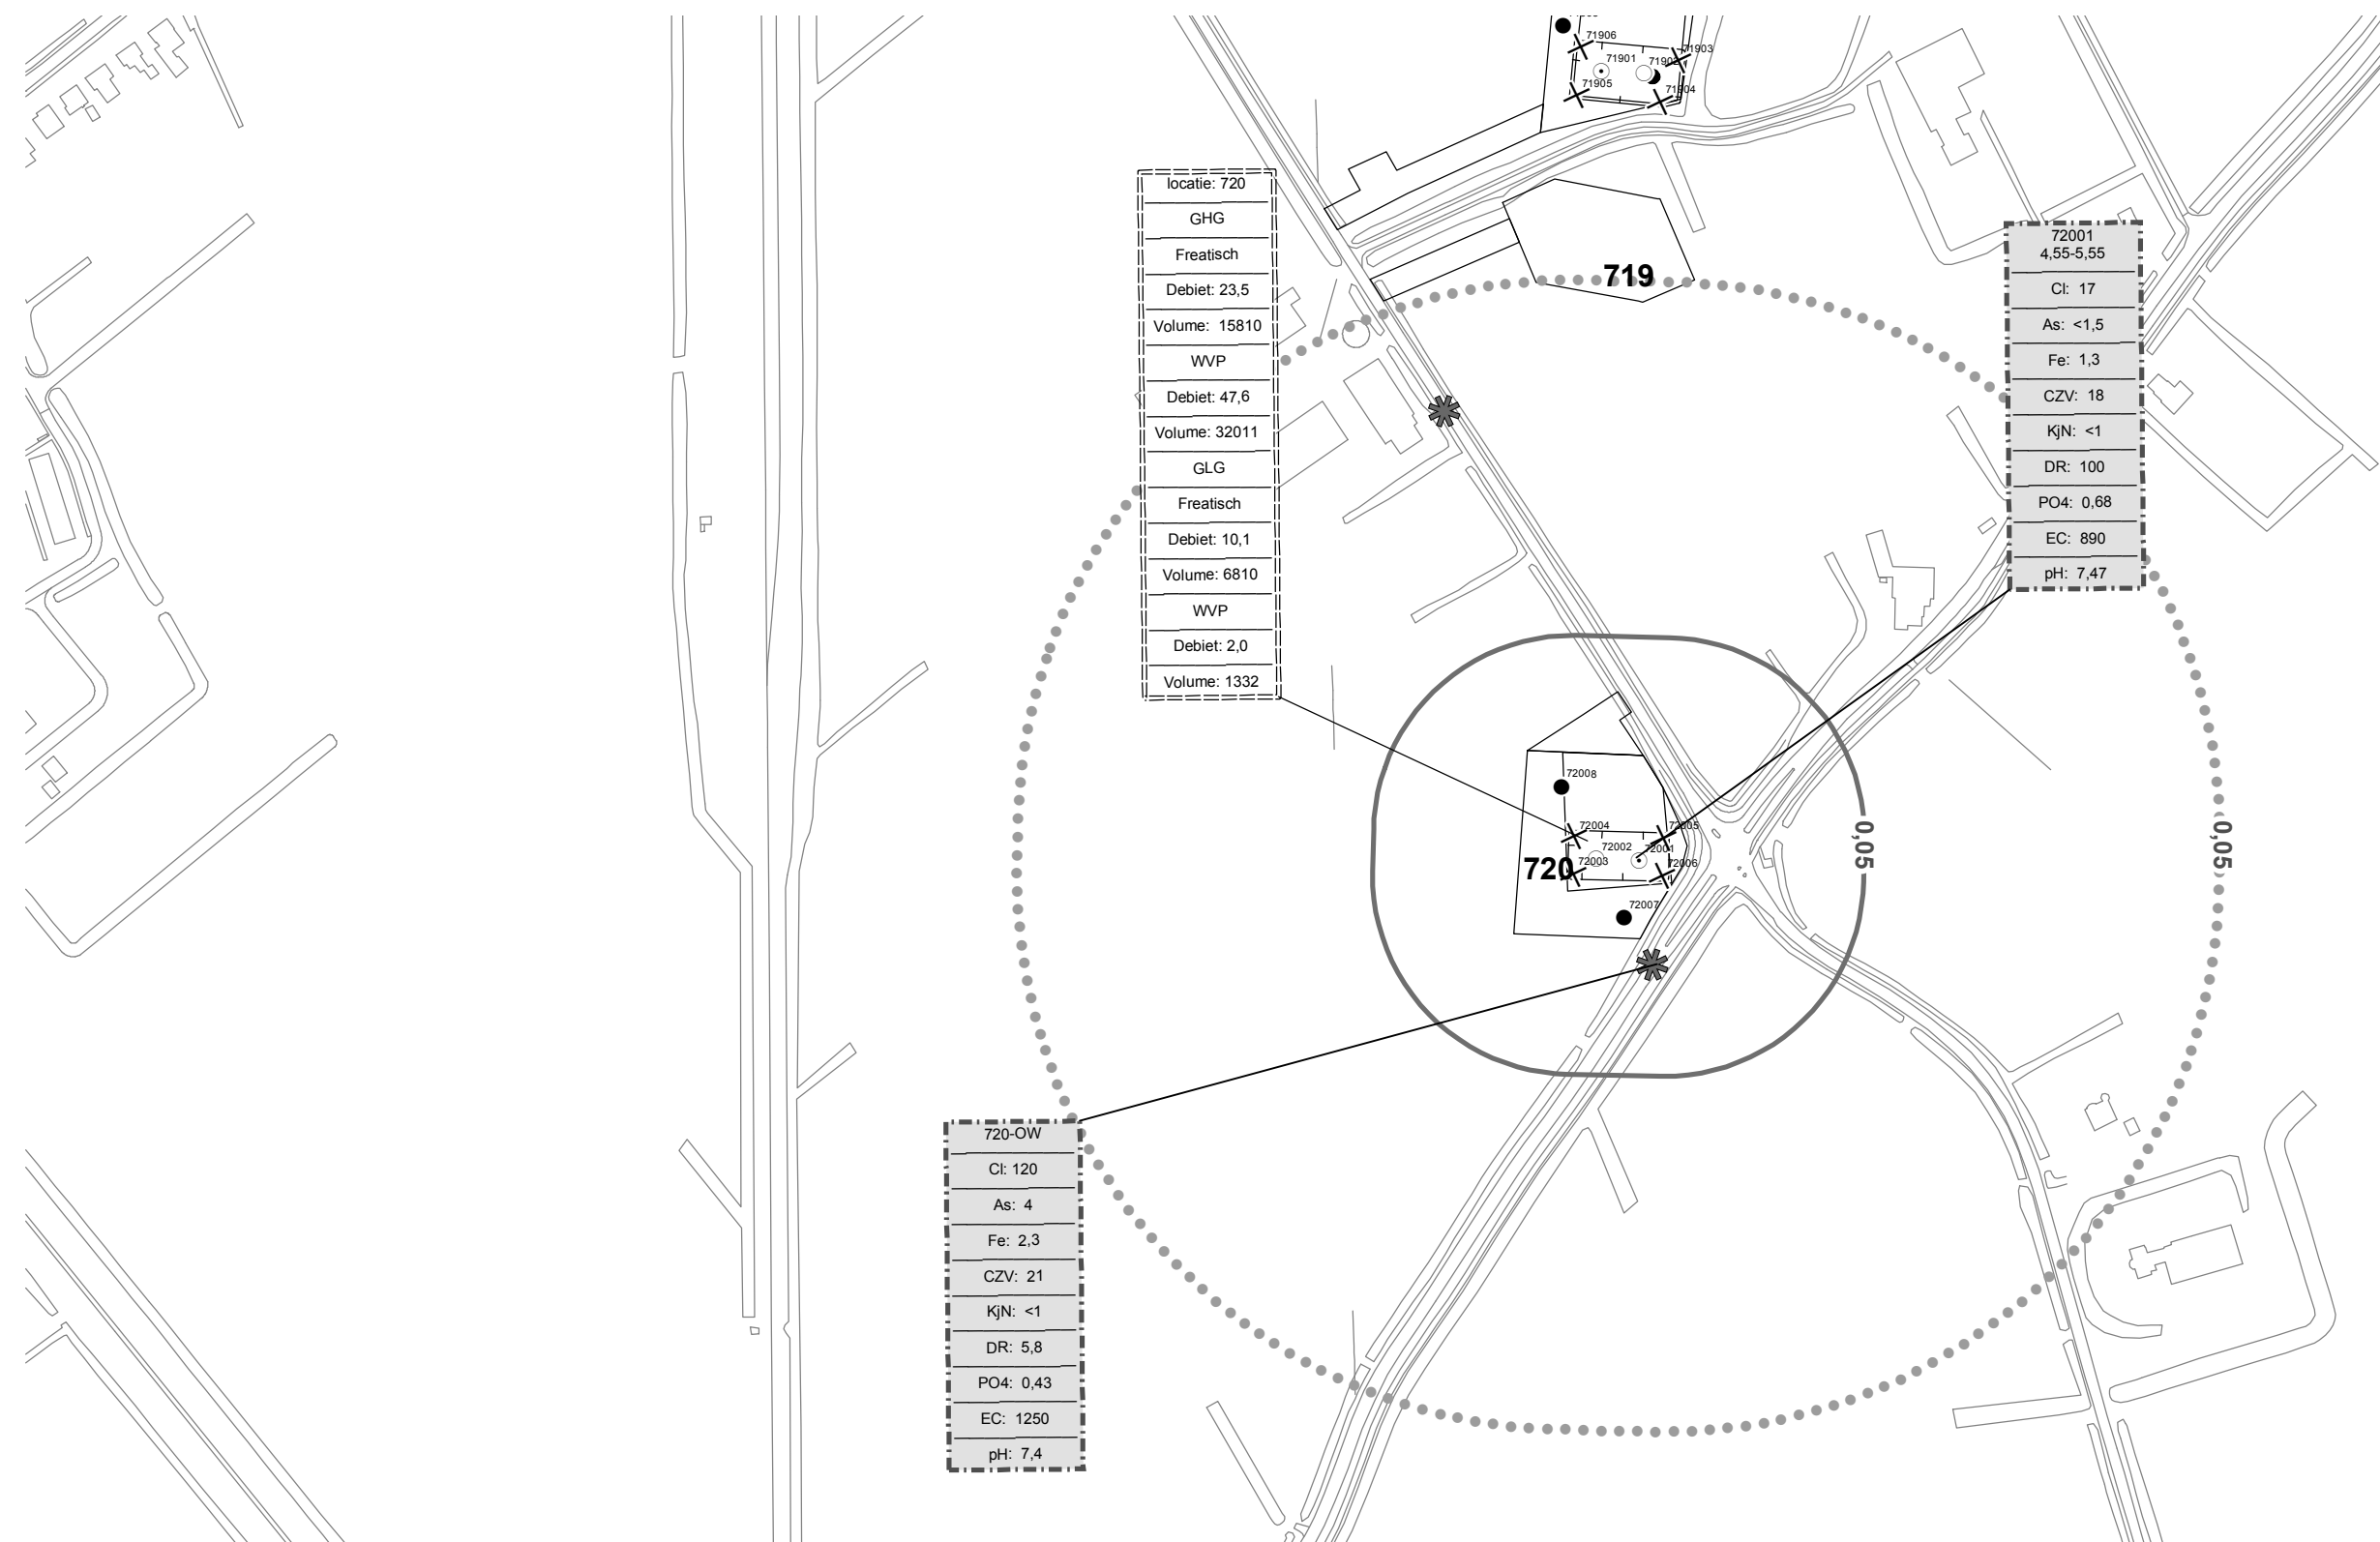 71906
71903
71901
71902
71905
71904
719
locatie: 720
GHG
Freatisch
Debiet: 23,5
Volume: 15810
WVP
Debiet: 47,6
Volume: 32011
GLG
Freatisch
Debiet: 10,1
Volume: 6810
WVP
Debiet: 2,0
Volume: 1332
72001
4,55-5,55
Cl: 17
As: <1,5
Fe: 1,3
CZV: 18
KjN: <1
DR: 100
PO4: 0,68
EC: 890
pH: 7,47
72008
72004
72005
72002
72001
72003
72006
720
72007
0,05
0,05
720-OW
Cl: 120
As: 4
Fe: 2,3
CZV: 21
KjN: <1
DR: 5,8
PO4: 0,43
EC: 1250
pH: 7,4